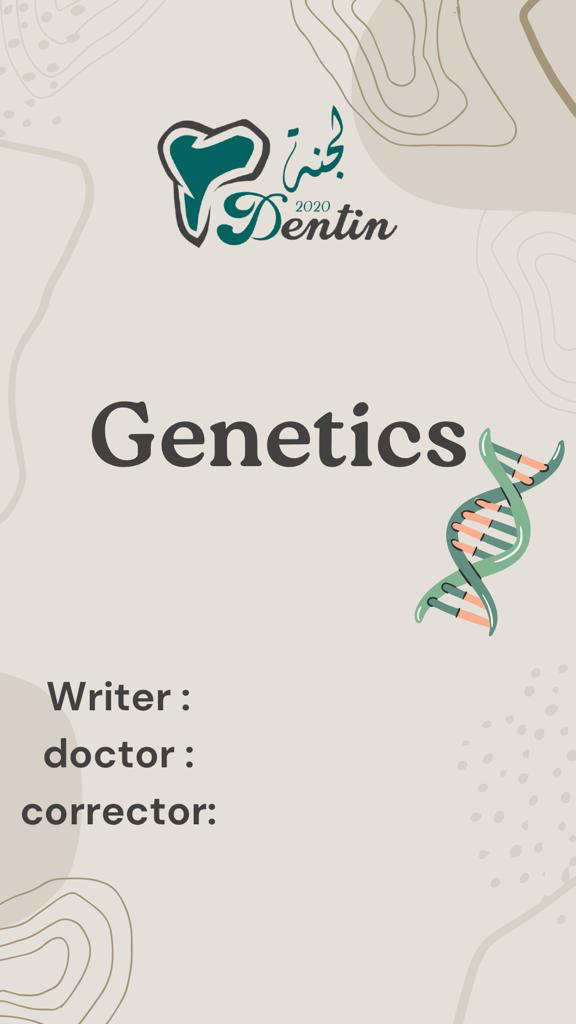 لجنة
2020
Dentin
Genetics
Writer :
doctor :
corrector: